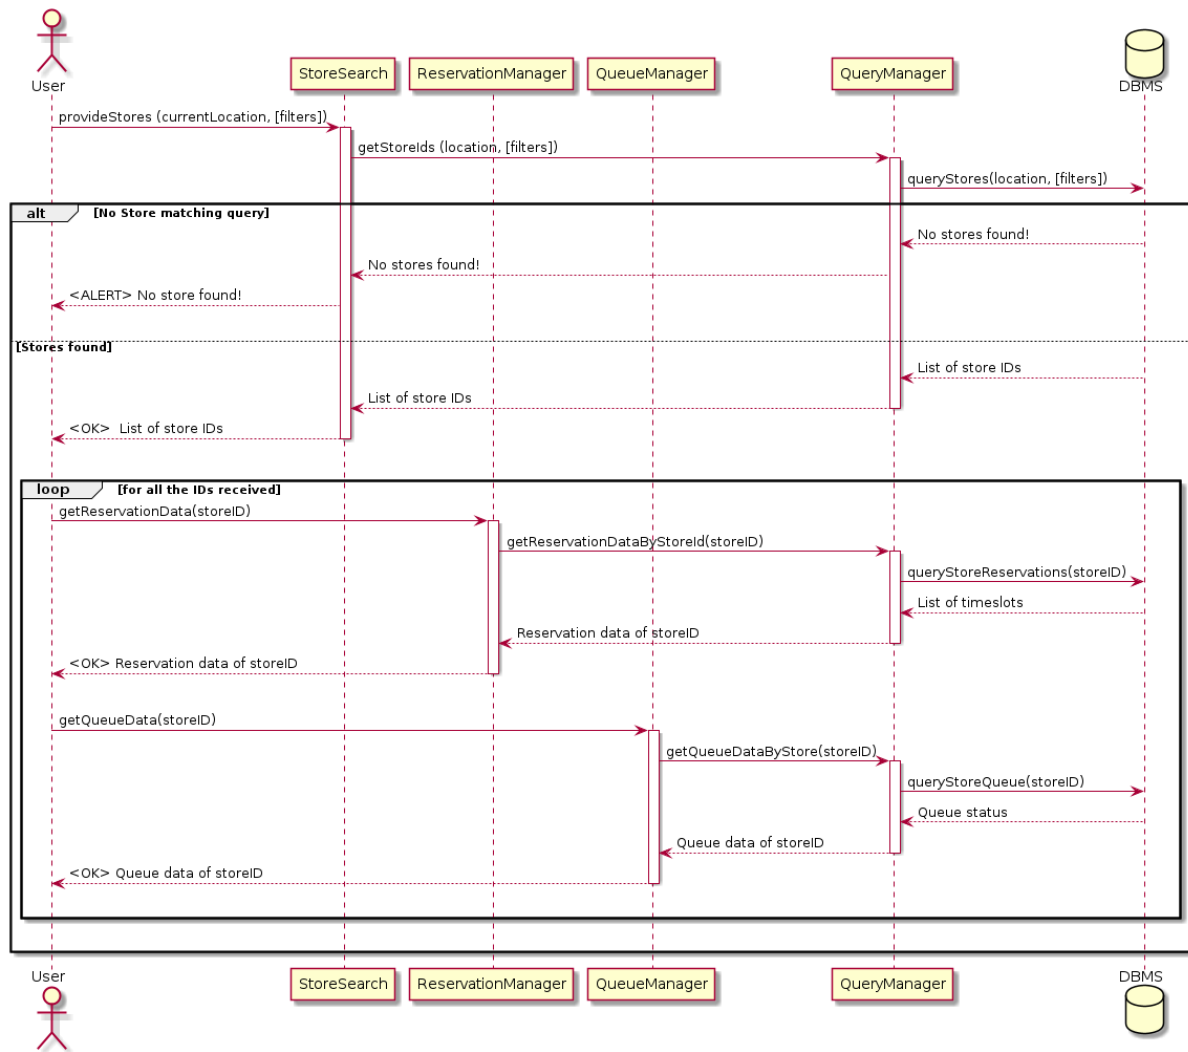 User
StoreSearch
ReservationManager
QueueManager
QueryManager
DBMS
provideStores (currentLocation, [filters])
getStoreIds (location, [filters])
queryStores(location, [filters])
alt
[No Store matching query]
No stores found!
No stores found!
<ALERT> No store found!
[Stores found]
List of store IDs
List of store IDs
<OK>  List of store IDs
loop
[for all the IDs received]
getReservationData(storeID)
getReservationDataByStoreId(storeID)
queryStoreReservations(storeID)
List of timeslots
Reservation data of storeID
<OK> Reservation data of storeID
getQueueData(storeID)
getQueueDataByStore(storeID)
queryStoreQueue(storeID)
Queue status
Queue data of storeID
<OK> Queue data of storeID
User
StoreSearch
ReservationManager
QueueManager
QueryManager
DBMS